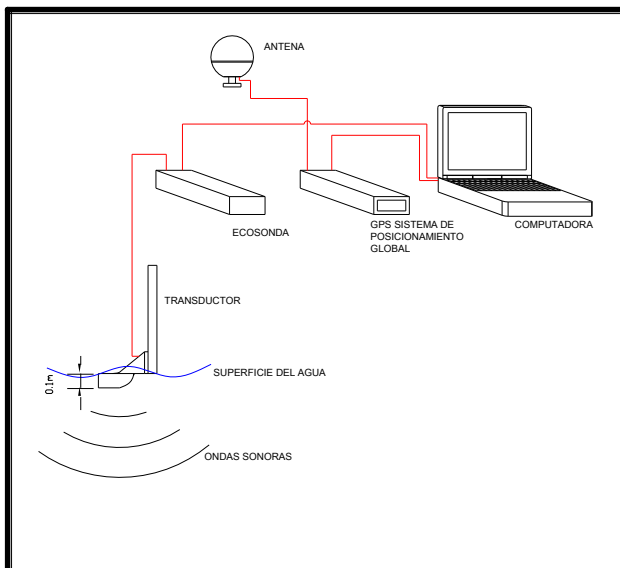 ANTENA
ECOSONDA
GPS SISTEMA DE
POSICIONAMIENTO
GLOBAL
COMPUTADORA
TRANSDUCTOR
SUPERFICIE DEL AGUA
0.1m
ONDAS SONORAS